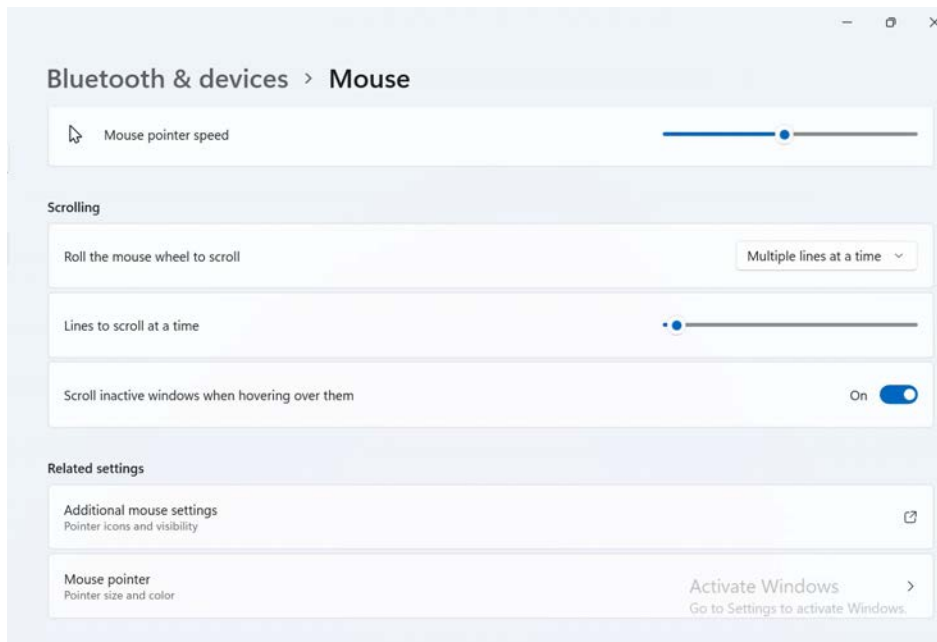 Bluetooth & devices > Mouse
Mouse pointer speed
Scrolling
Roll the mouse wheel to scroll
Multiple lines at a time
Lines to scroll at a time
Scroll inactive windows when hovering over them
On
Related settings
Additional mouse settings
Pointer icons and visibility
Mouse pointer
Pointer size and color
Activate Windows
Go to Settings to activate Windows.